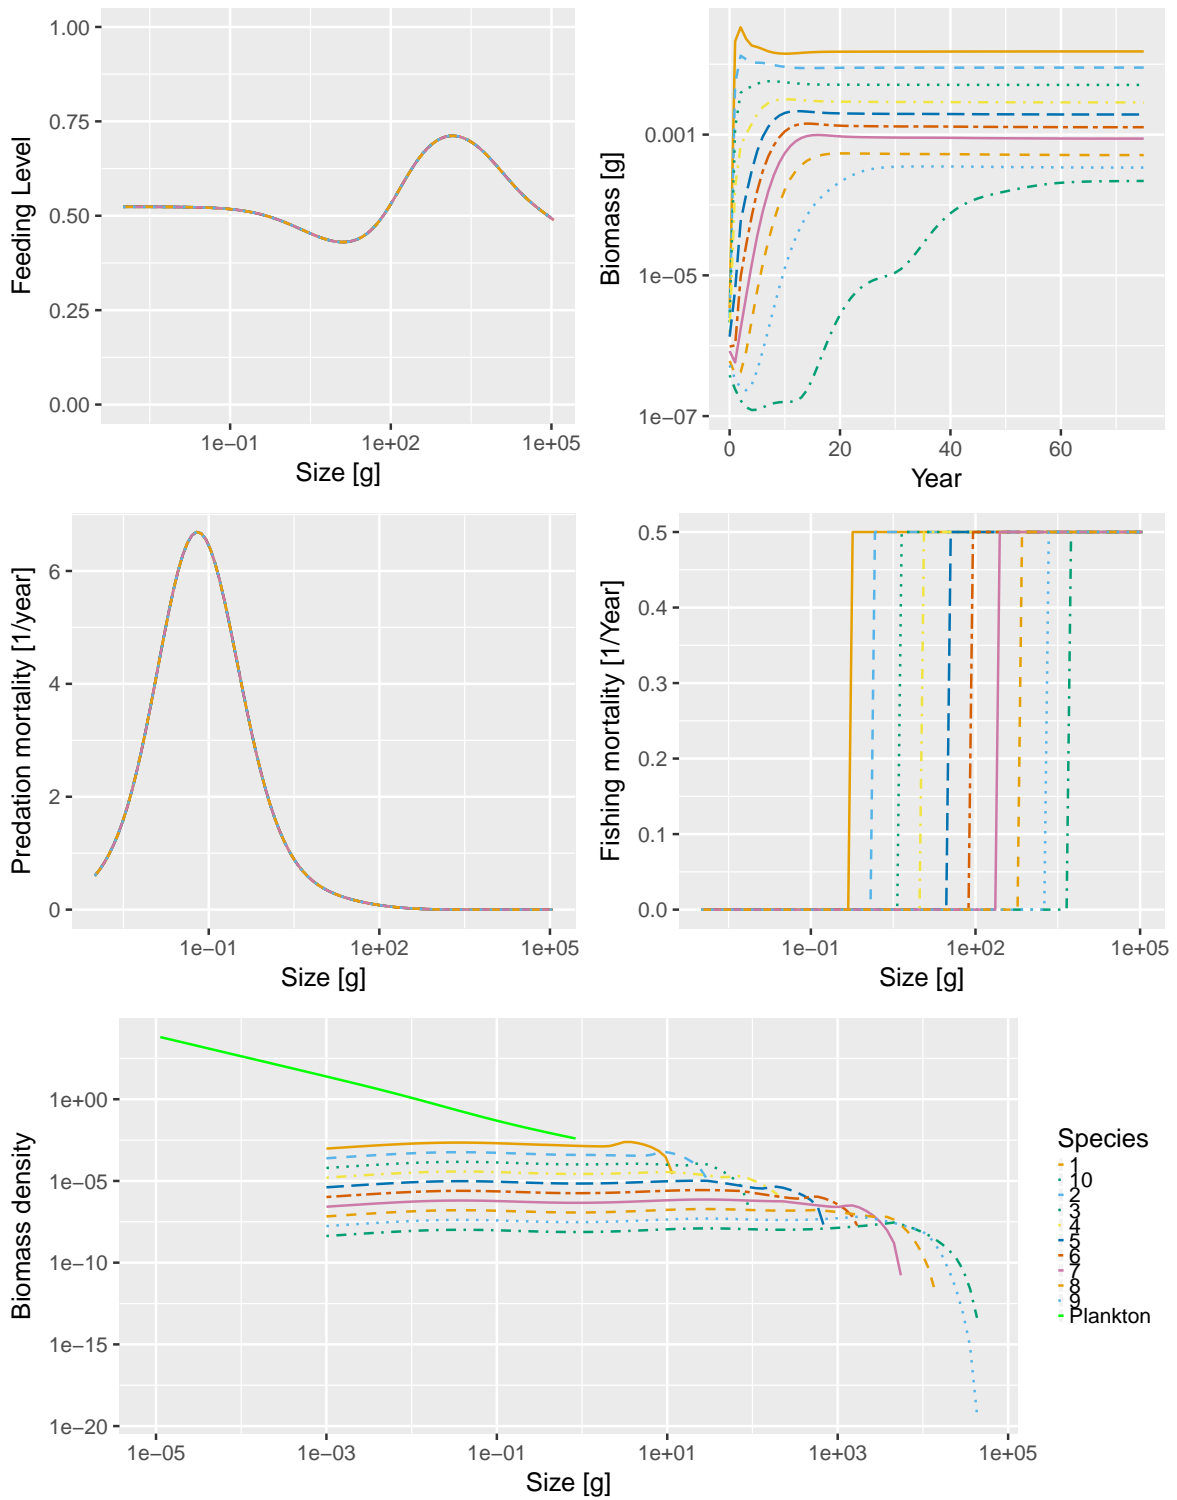 1.00
0.75
0.50
0.25
0.00
Feeding Level
1e−01
1e+02
1e+05
Size [g]
0.001
1e−05
1e−07
Biomass [g]
0
20
40
60
Year
6
4
2
0
Predation mortality [1/year]
1e−01
1e+02
1e+05
Size [g]
0.5
0.4
0.3
0.2
0.1
0.0
Fishing mortality [1/Year]
1e−01
1e+02
1e+05
Size [g]
1e+00
1e−05
1e−10
1e−15
1e−20
Biomass density
1e−05
1e−03
1e−01
1e+01
1e+03
1e+05
Size [g]
Species
1
10
2
3
4
5
6
7
8
9
Plankton